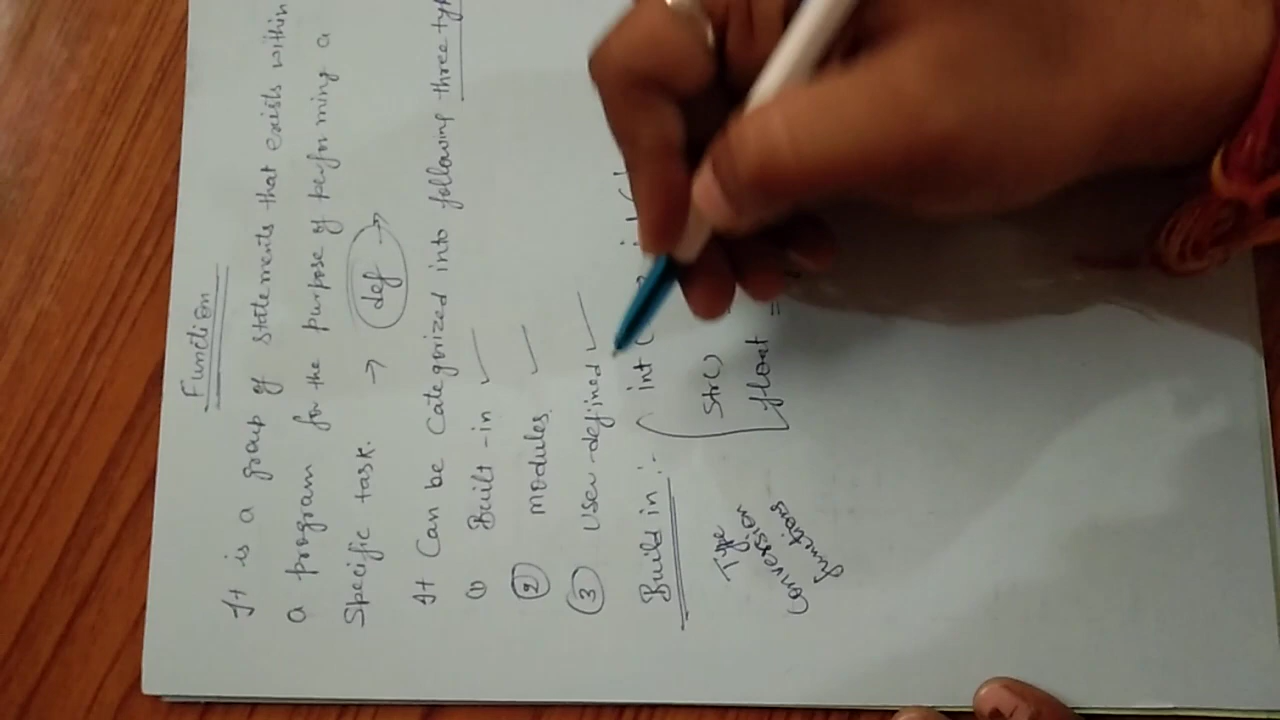 Function
It is a group of statements that exists within
a program for the purpose of performing a
Specific task. → def →
It Can be Categorized into following three
① Built-in ✓
② modules ✓
③ User-defined ✓
Build in :- int(
Str()
float =
Type
Conversion
functions